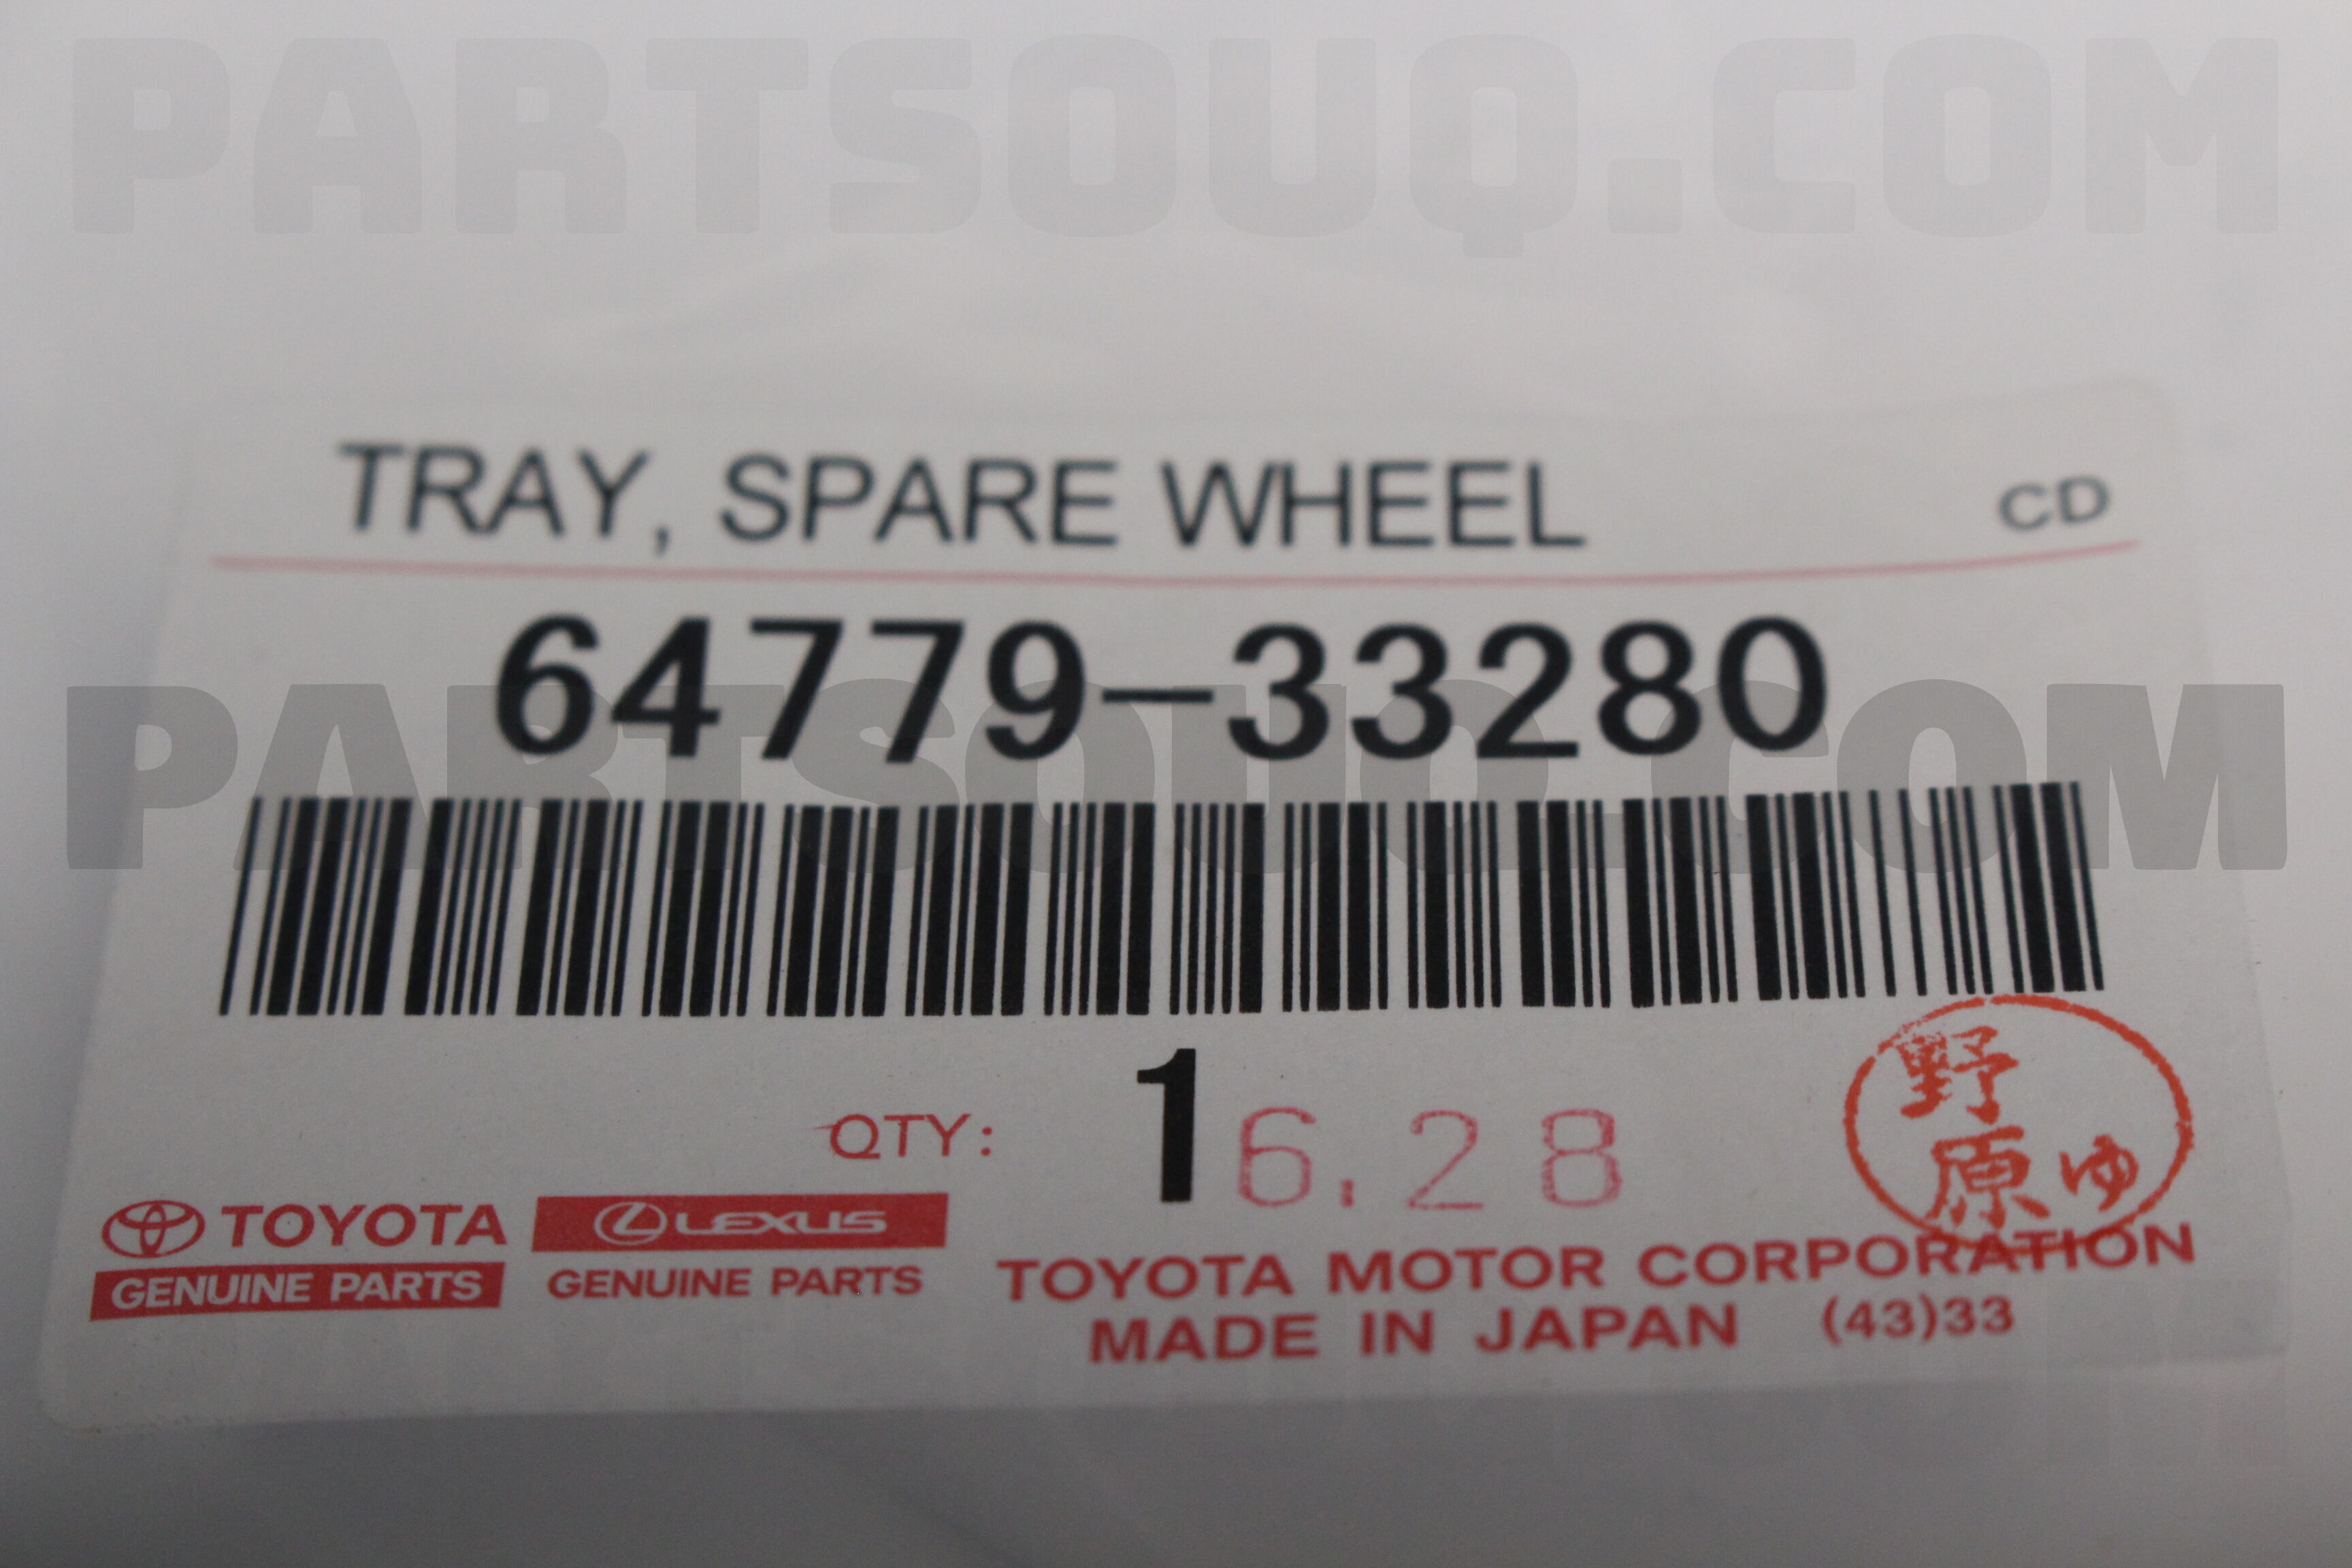 PARTSOUQ.COM
TRAY, SPARE WHEEL CD
64779-33280
PARTSOUQ.COM
QTY: 1 6.28
野原ゆ
TOYOTA LEXUS
GENUINE PARTS GENUINE PARTS
TOYOTA MOTOR CORPORATION
MADE IN JAPAN (43)33